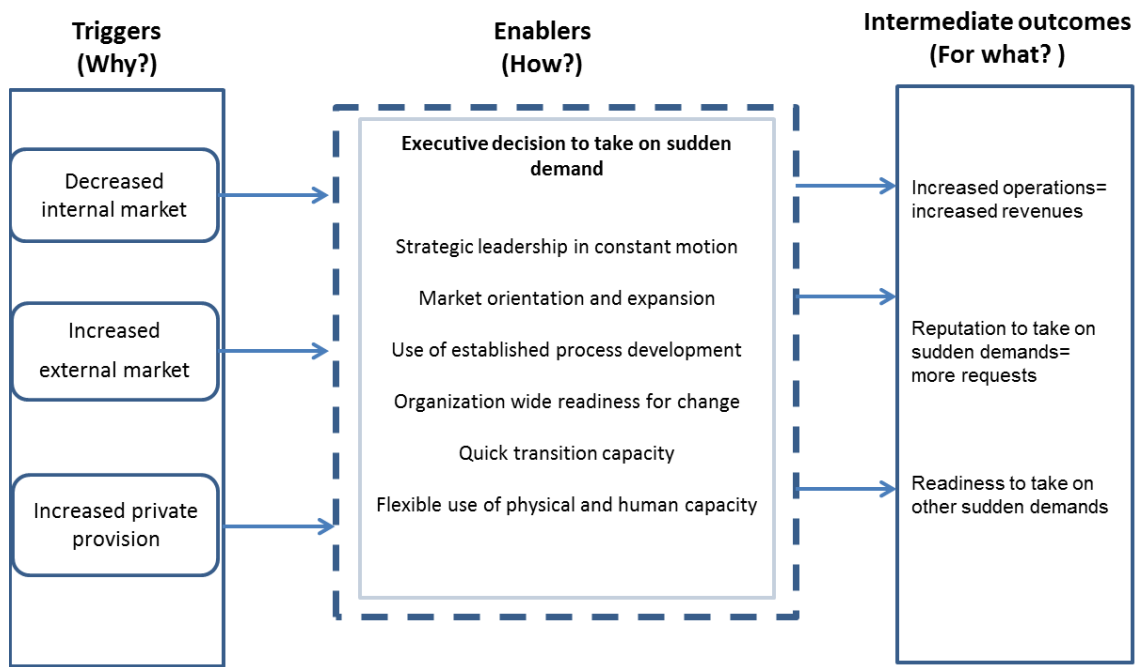 Triggers
(Why?)
Decreased
internal market
Increased
external market
Increased private
provision
Enablers
(How?)
Executive decision to take on sudden
demand
Strategic leadership in constant motion
Market orientation and expansion
Use of established process development
Organization wide readiness for change
Quick transition capacity
Flexible use of physical and human capacity
Intermediate outcomes
(For what? )
Increased operations=
increased revenues
Reputation to take on
sudden demands=
more requests
Readiness to take on
other sudden demands